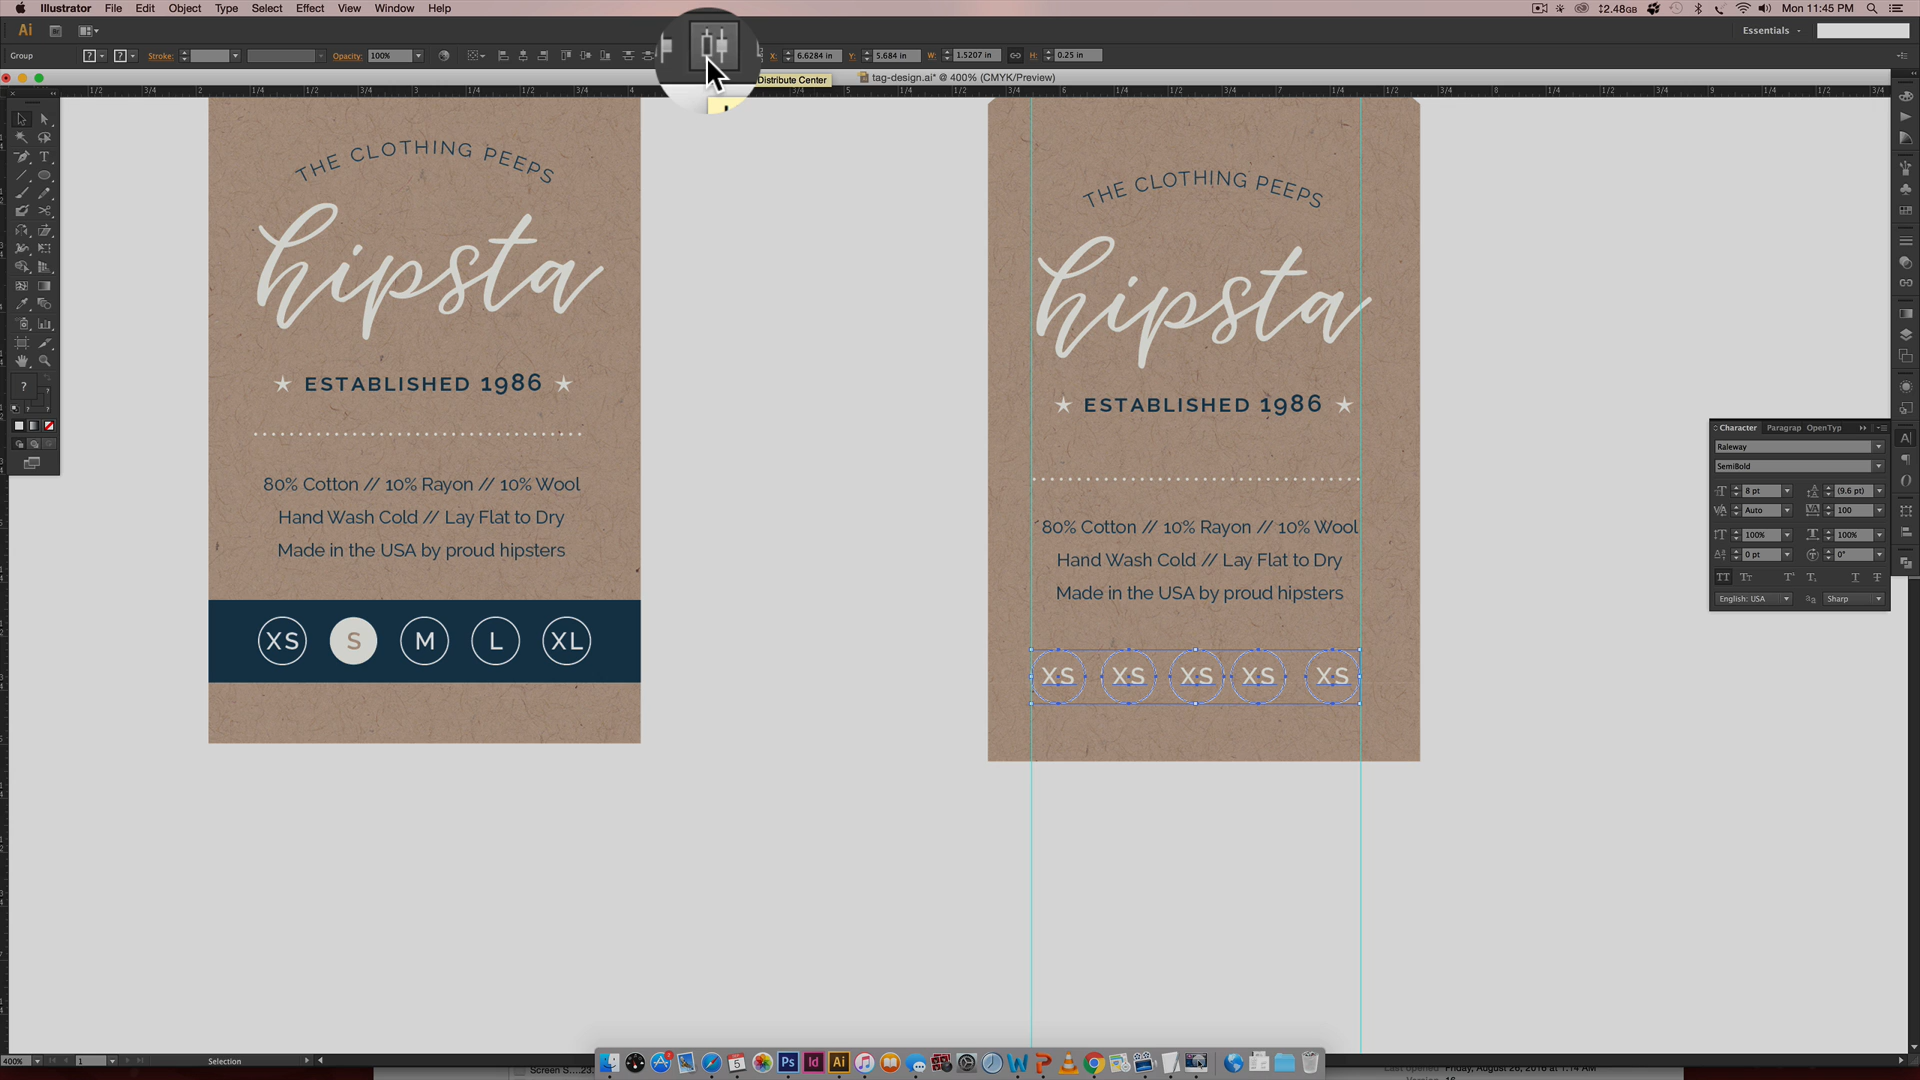 Illustrator File Edit Object Type Select Effect View Window Help
2.48GB Mon 11:45 PM
Ai Essentials
Group Stroke: Opacity: 100% X: 6.6284 in Y: 5.684 in W: 1.5207 in H: 0.25 in
Distribute Center
tag-design.ai* @ 400% (CMYK/Preview)
THE CLOTHING PEEPS
hipsta
ESTABLISHED 1986
80% Cotton // 10% Rayon // 10% Wool
Hand Wash Cold // Lay Flat to Dry
Made in the USA by proud hipsters
XS S M L XL
THE CLOTHING PEEPS
hipsta
ESTABLISHED 1986
80% Cotton // 10% Rayon // 10% Wool
Hand Wash Cold // Lay Flat to Dry
Made in the USA by proud hipsters
XS XS XS XS XS
Character Paragrap OpenTyp
Raleway
SemiBold
8 pt (9.6 pt)
Auto 100
100% 100%
0 pt 0°
English: USA Sharp
400% 1 Selection
Screen S....23.
Friday, August 26, 2016 at 1:14 AM